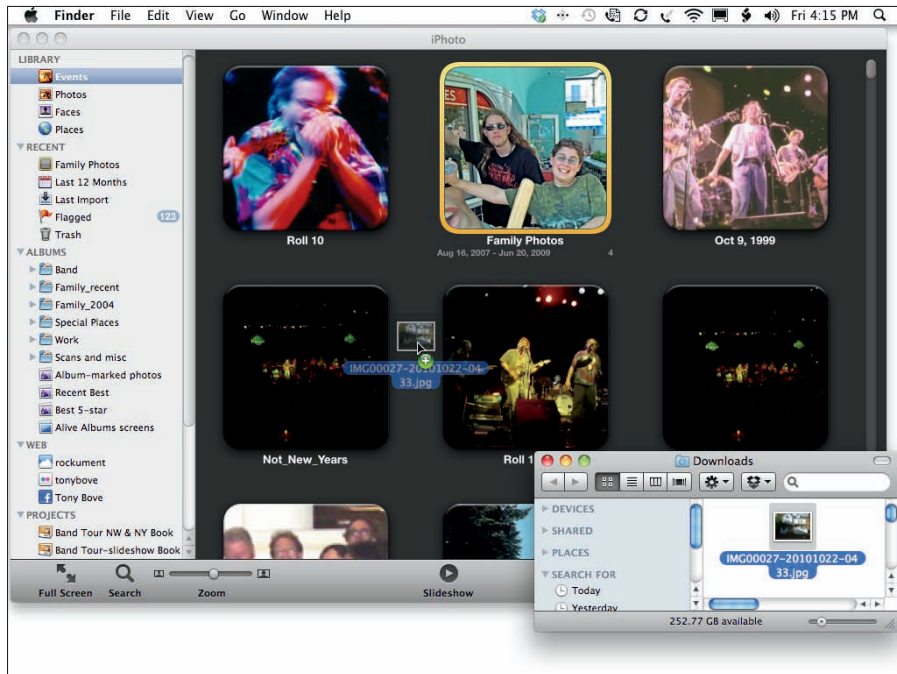 Finder File Edit View Go Window Help Fri 4:15 PM
iPhoto
LIBRARY
Events
Photos
Faces
Places
RECENT
Family Photos
Last 12 Months
Last Import
Flagged 123
Trash
ALBUMS
Band
Family_recent
Family_2004
Special Places
Work
Scans and misc
Album-marked photos
Recent Best
Best 5-star
Alive Albums screens
WEB
rockument
tonybove
Tony Bove
PROJECTS
Band Tour NW & NY Book
Band Tour-slideshow Book
Roll 10
Family Photos
Aug 16, 2007 - Jun 20, 2009 4
Oct 9, 1999
IMG00027-20101022-04
33.jpg
Not_New_Years
Roll 1
Full Screen Search Zoom Slideshow
Downloads
DEVICES
SHARED
PLACES
SEARCH FOR
Today
Yesterday
IMG00027-20101022-04
33.jpg
252.77 GB available